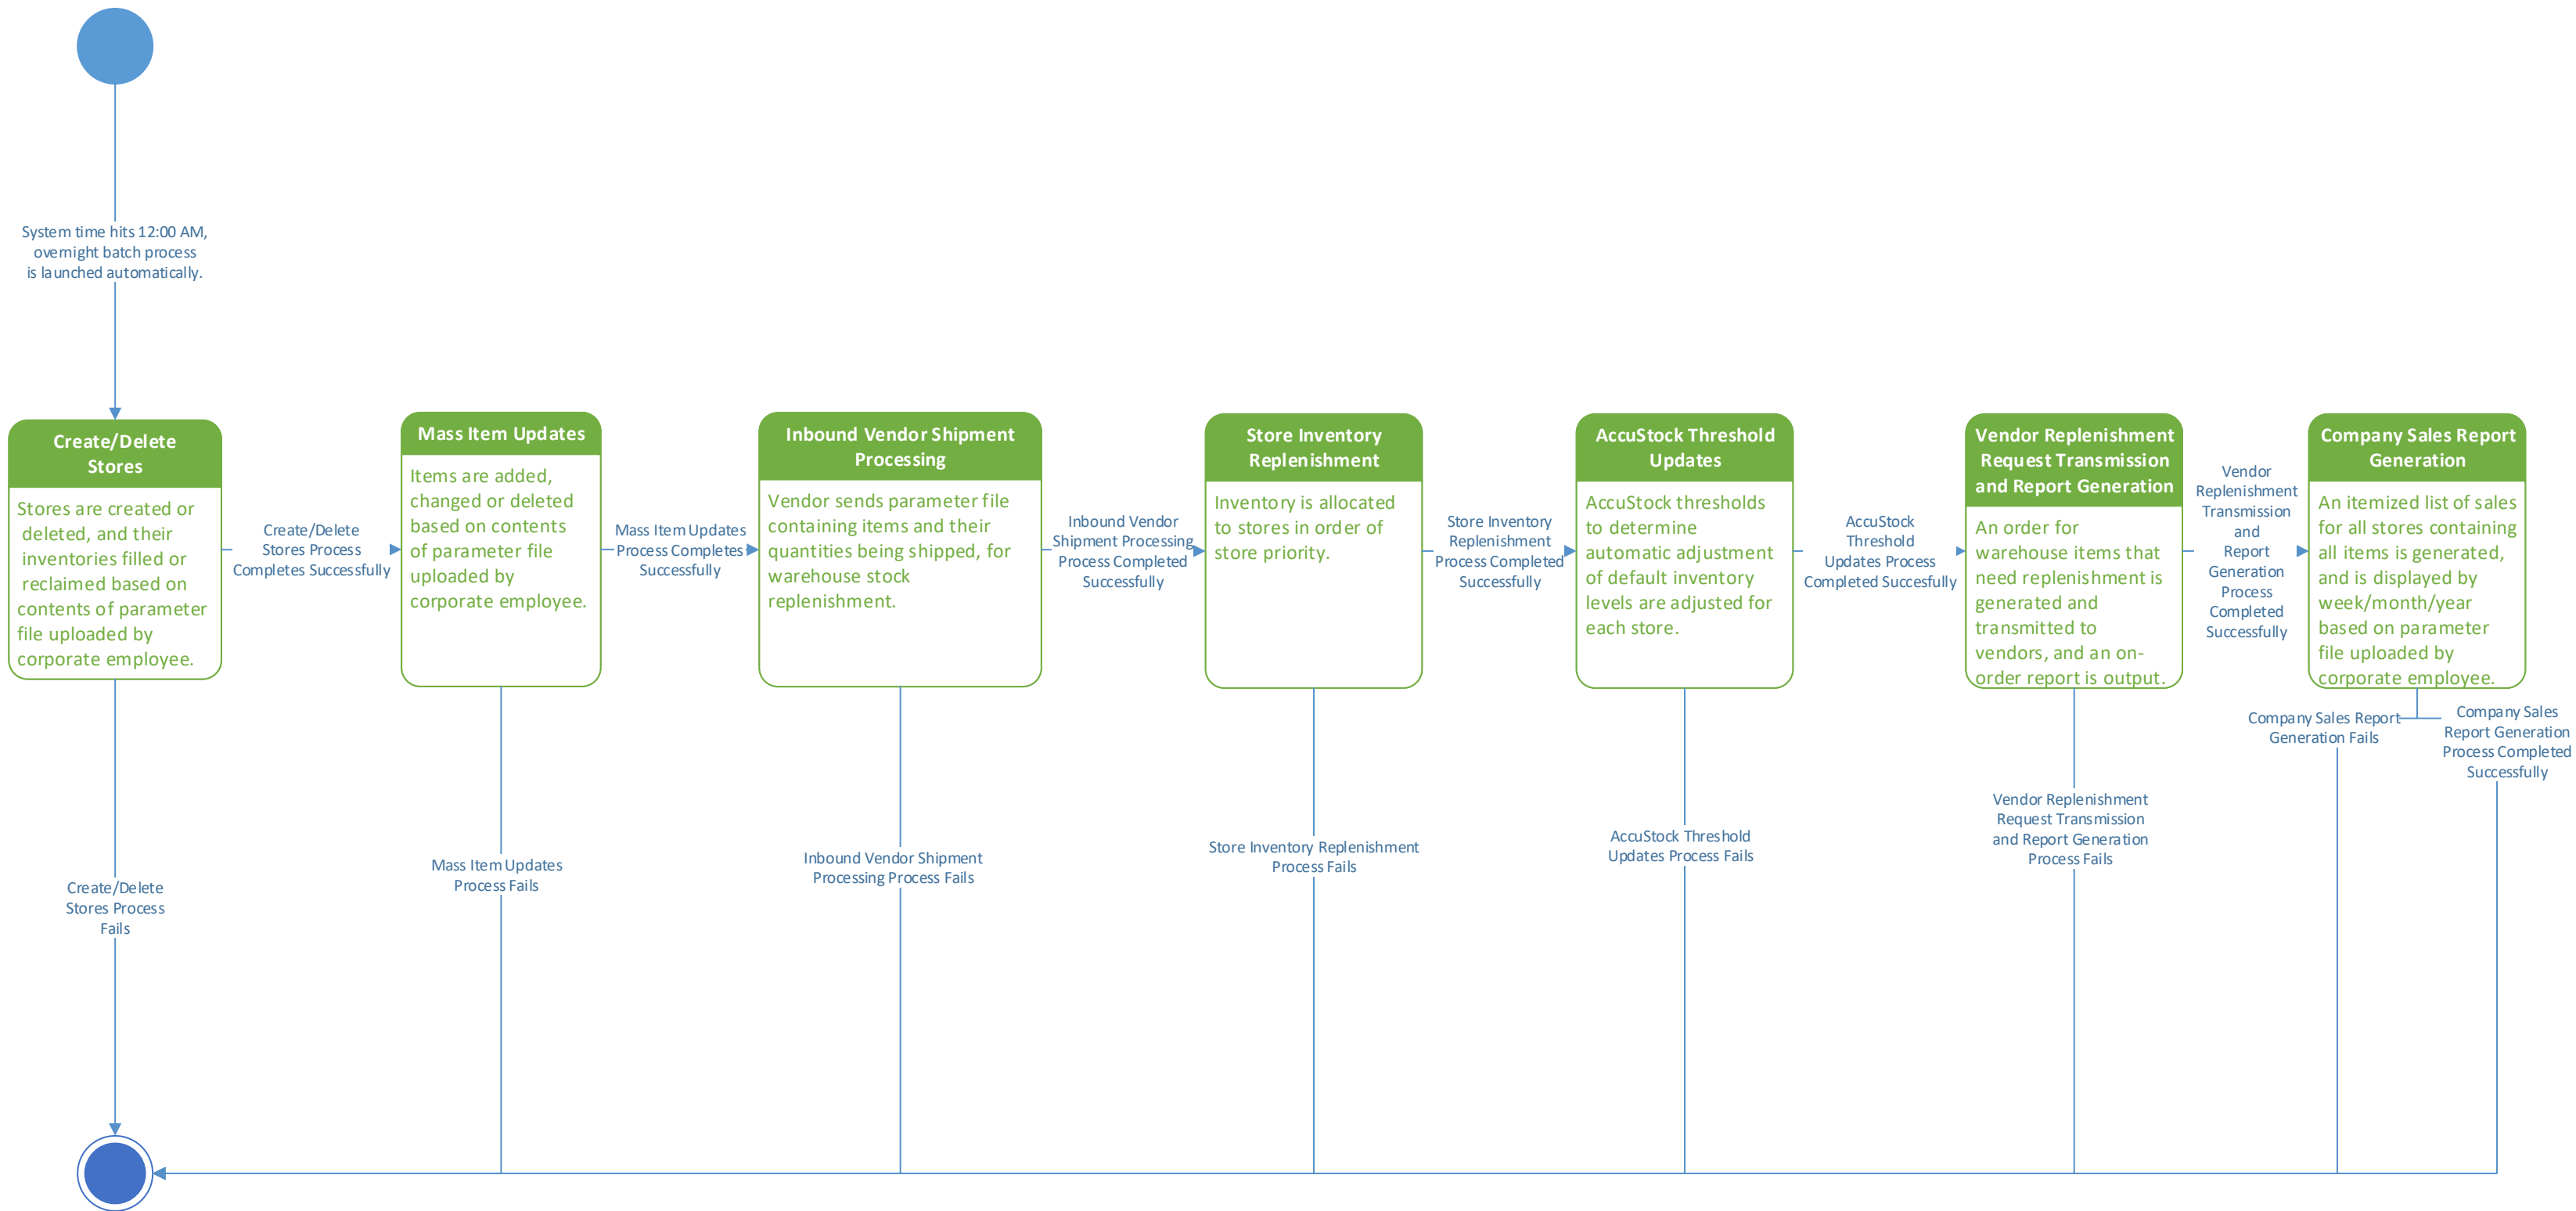 System time hits 12:00 AM,
overnight batch process
is launched automatically.
Create/Delete
Stores
Stores are created or
deleted, and their
inventories filled or
reclaimed based on
contents of parameter
file uploaded by
corporate employee.
Create/Delete
Stores Process
Completes Successfully
Mass Item Updates
Items are added,
changed or deleted
based on contents
of parameter file
uploaded by
corporate employee.
Mass Item Updates
Process Completes
Successfully
Inbound Vendor Shipment
Processing
Vendor sends parameter file
containing items and their
quantities being shipped, for
warehouse stock
replenishment.
Inbound Vendor
Shipment Processing
Process Completed
Successfully
Store Inventory
Replenishment
Inventory is allocated
to stores in order of
store priority.
Store Inventory
Replenishment
Process Completed
Successfully
AccuStock Threshold
Updates
AccuStock thresholds
to determine
automatic adjustment
of default inventory
levels are adjusted for
each store.
AccuStock
Threshold
Updates Process
Completed Succesfully
Vendor Replenishment
Request Transmission
and Report Generation
An order for
warehouse items that
need replenishment is
generated and
transmitted to
vendors, and an on-
order report is output.
Vendor
Replenishment
Transmission
and
Report
Generation
Process
Completed
Successfully
Company Sales Report
Generation
An itemized list of sales
for all stores containing
all items is generated,
and is displayed by
week/month/year
based on parameter
file uploaded by
corporate employee.
Create/Delete
Stores Process
Fails
Mass Item Updates
Process Fails
Inbound Vendor Shipment
Processing Process Fails
Store Inventory Replenishment
Process Fails
AccuStock Threshold
Updates Process Fails
Vendor Replenishment
Request Transmission
and Report Generation
Process Fails
Company Sales Report
Generation Fails
Company Sales
Report Generation
Process Completed
Successfully